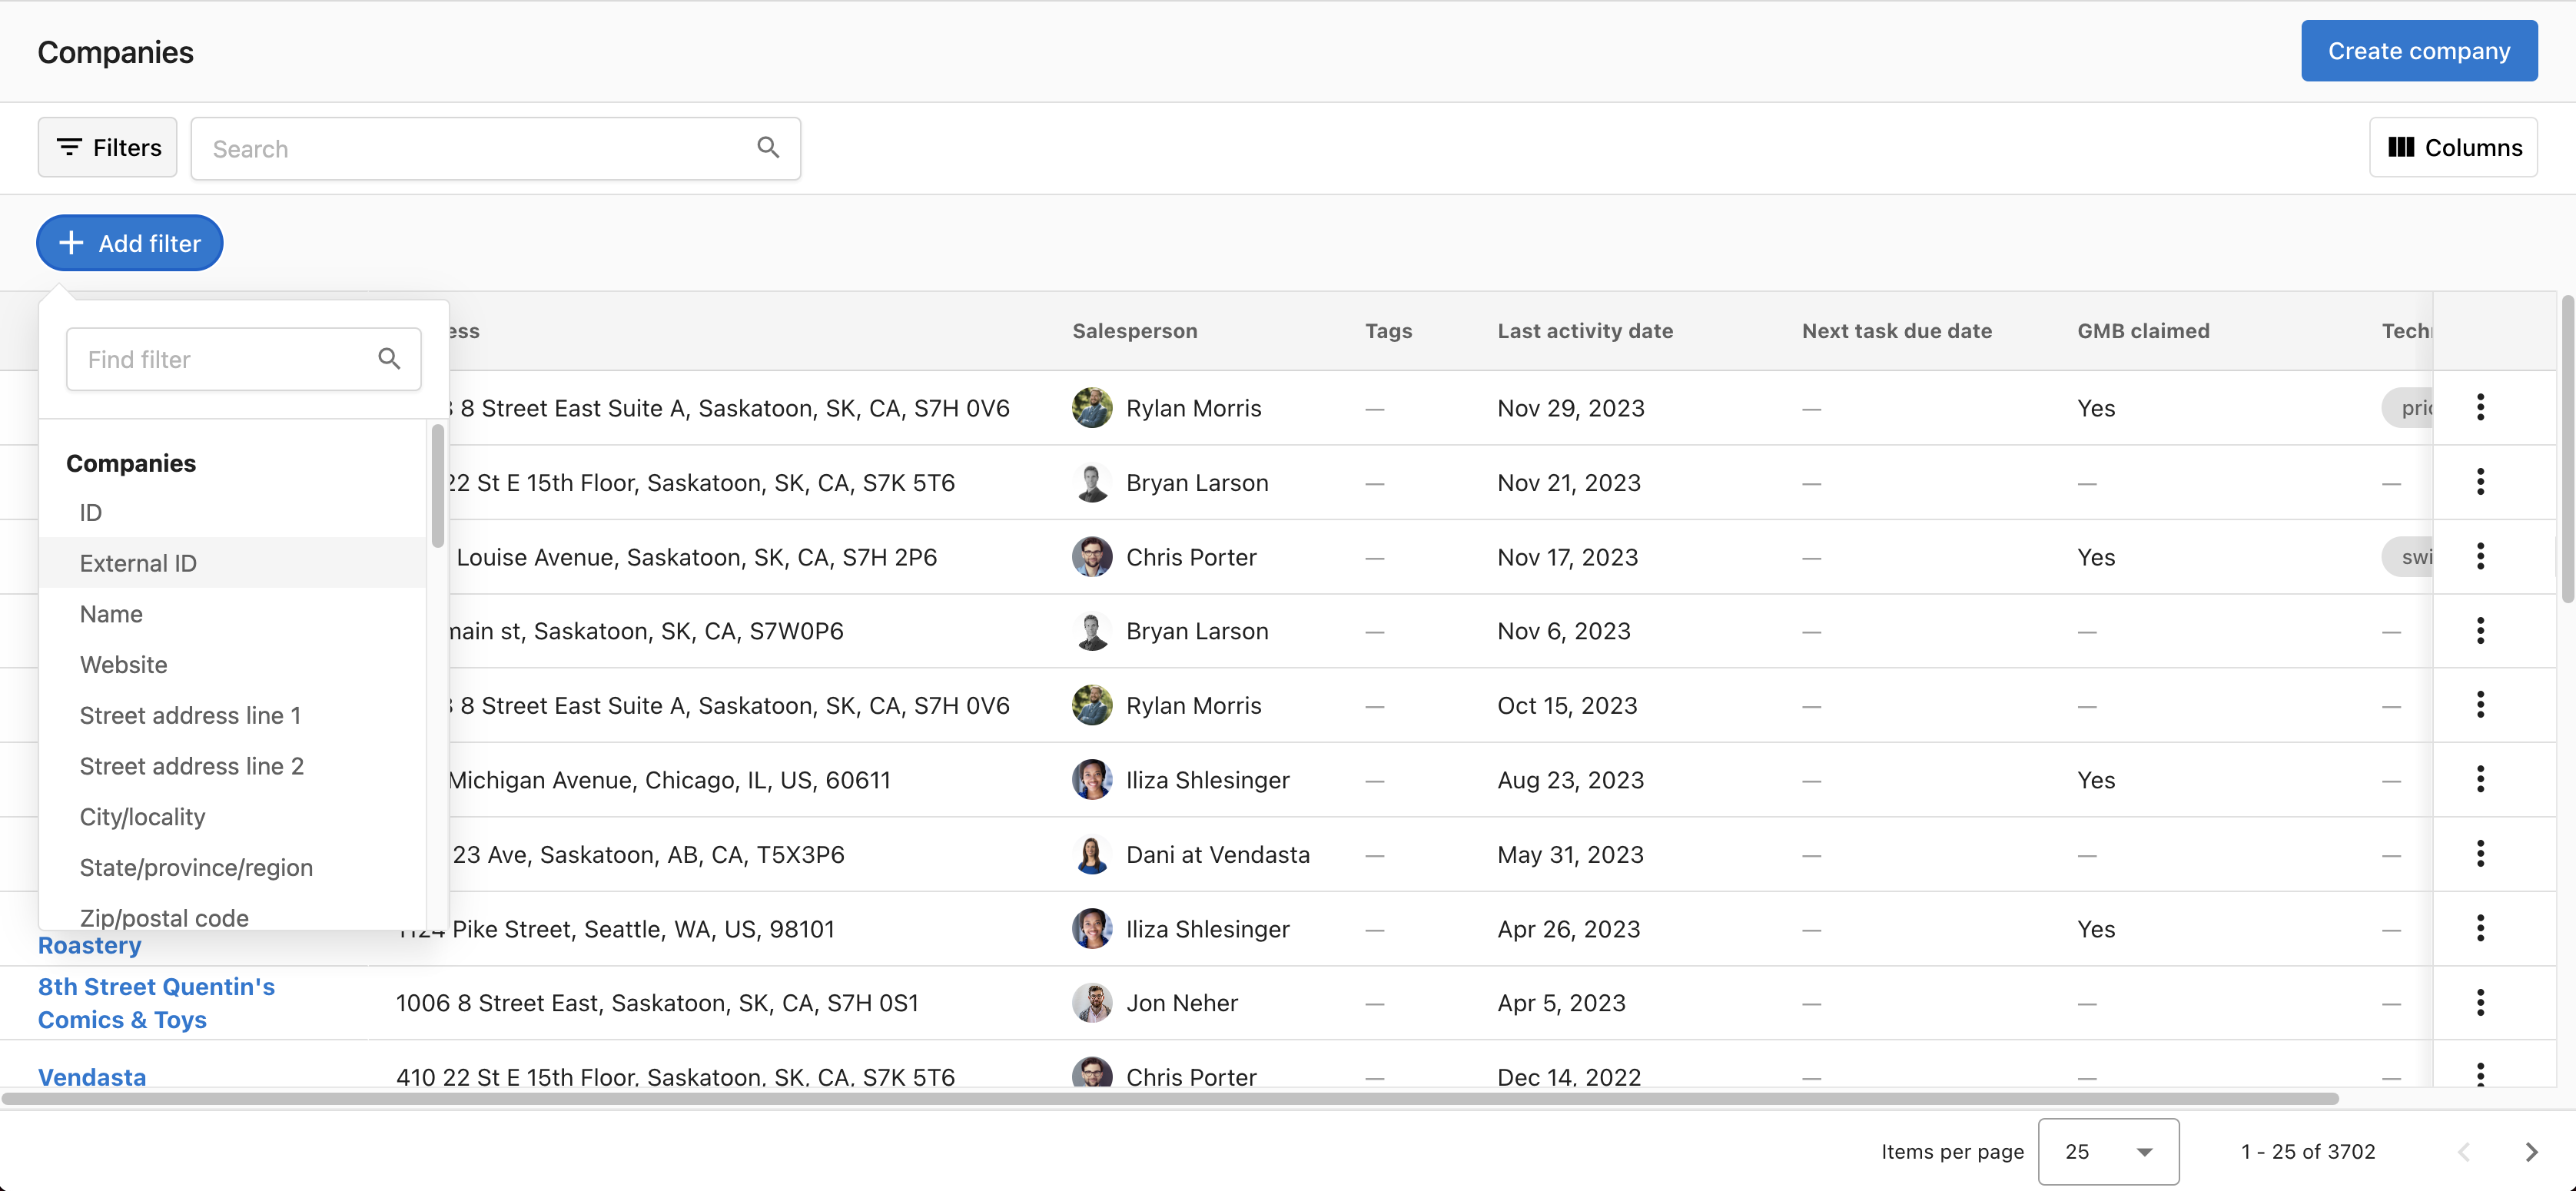 Companies
Create company
Filters
Search
Columns
Add filter
Find filter
Companies
ID
External ID
Name
Website
Street address line 1
Street address line 2
City/locality
State/province/region
Zip/postal code
Salesperson Tags Last activity date Next task due date GMB claimed
8 Street East Suite A, Saskatoon, SK, CA, S7H 0V6 Rylan Morris — Nov 29, 2023 — Yes
22 St E 15th Floor, Saskatoon, SK, CA, S7K 5T6 Bryan Larson — Nov 21, 2023 — — —
Louise Avenue, Saskatoon, SK, CA, S7H 2P6 Chris Porter — Nov 17, 2023 — Yes
main st, Saskatoon, SK, CA, S7W0P6 Bryan Larson — Nov 6, 2023 — — —
8 Street East Suite A, Saskatoon, SK, CA, S7H 0V6 Rylan Morris — Oct 15, 2023 — — —
Michigan Avenue, Chicago, IL, US, 60611 Iliza Shlesinger — Aug 23, 2023 — Yes —
23 Ave, Saskatoon, AB, CA, T5X3P6 Dani at Vendasta — May 31, 2023 — — —
Roastery 1124 Pike Street, Seattle, WA, US, 98101 Iliza Shlesinger — Apr 26, 2023 — Yes —
8th Street Quentin's
Comics & Toys 1006 8 Street East, Saskatoon, SK, CA, S7H 0S1 Jon Neher — Apr 5, 2023 — — —
Vendasta 410 22 St E 15th Floor, Saskatoon, SK, CA, S7K 5T6 Chris Porter — Dec 14, 2022 — — —
Items per page 25 1 - 25 of 3702